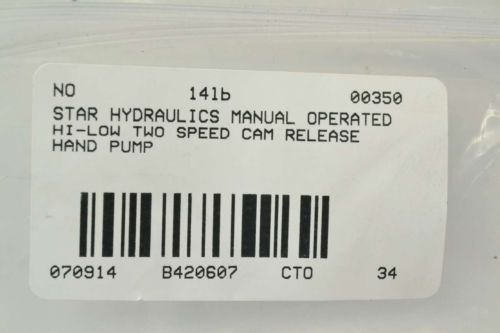 NO 141b 00350
STAR HYDRAULICS MANUAL OPERATED
HI-LOW TWO SPEED CAM RELEASE
HAND PUMP
070914 B420607 CTO 34